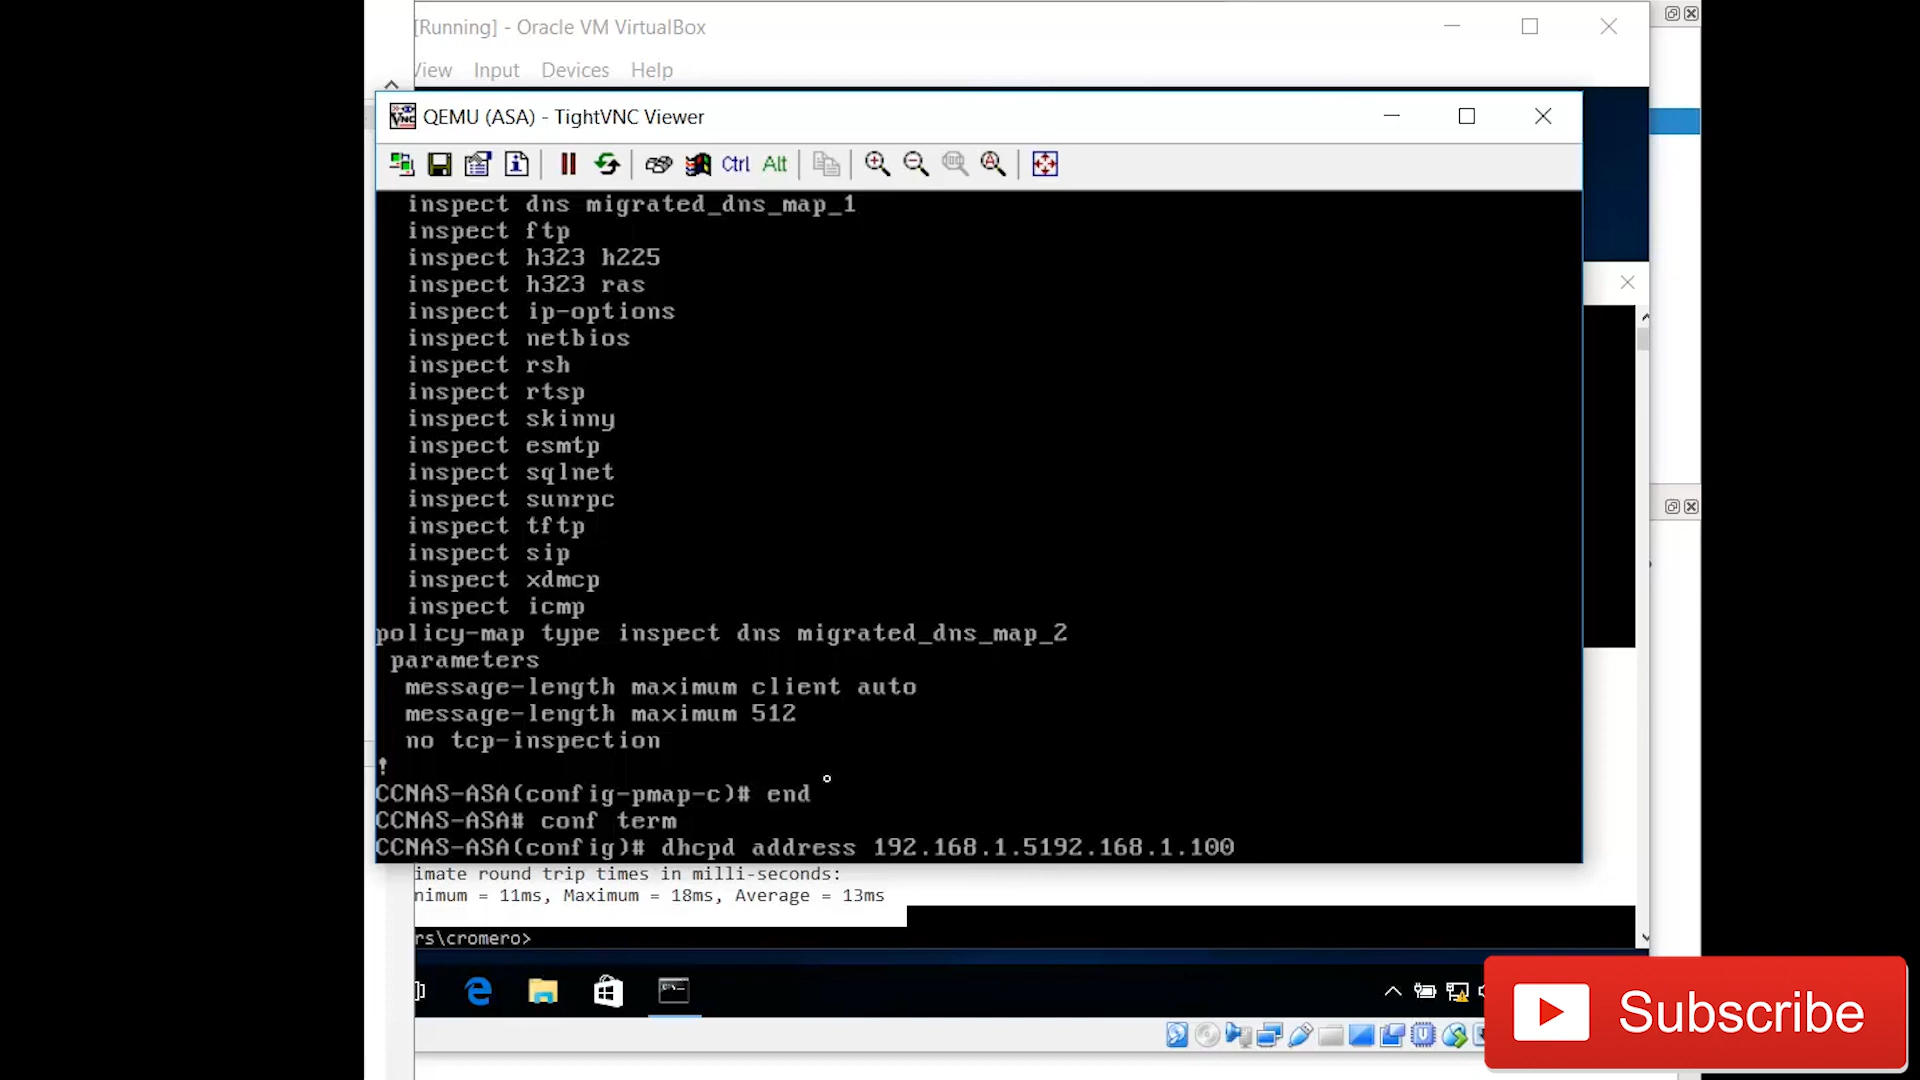 [Running] - Oracle VM VirtualBox
View Input Devices Help
QEMU (ASA) - TightVNC Viewer
Ctrl Alt
inspect dns migrated_dns_map_1
inspect ftp
inspect h323 h225
inspect h323 ras
inspect ip-options
inspect netbios
inspect rsh
inspect rtsp
inspect skinny
inspect esmtp
inspect sqlnet
inspect sunrpc
inspect tftp
inspect sip
inspect xdmcp
inspect icmp
policy-map type inspect dns migrated_dns_map_2
parameters
message-length maximum client auto
message-length maximum 512
no tcp-inspection
!
CCNAS-ASA(config-pmap-c)# end
CCNAS-ASA# conf term
CCNAS-ASA(config)# dhcpd address 192.168.1.5192.168.1.100
imate round trip times in milli-seconds:
nimum = 11ms, Maximum = 18ms, Average = 13ms
rs\cromero>
Subscribe